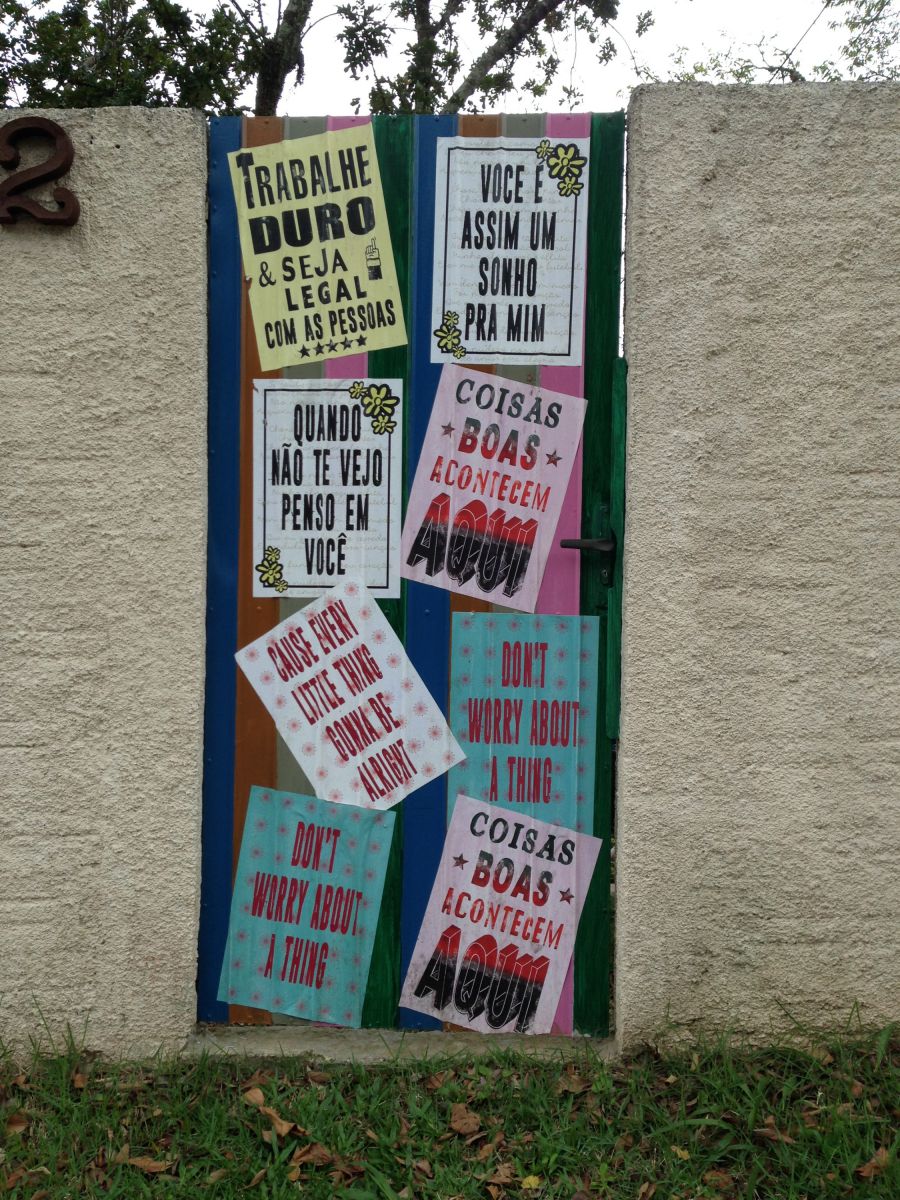 2
TRABALHE
DURO
& SEJA
LEGAL
COM AS PESSOAS
VOCE É
ASSIM UM
SONHO
PRA MIM
QUANDO
NÃO TE VEJO
PENSO EM
VOCÊ
COISAS
BOAS
ACONTECEM
AQUI
CAUSE EVERY
LITTLE THING
GONNA BE
ALRIGHT
DON'T
WORRY ABOUT
A THING
DON'T
WORRY ABOUT
A THING
COISAS
BOAS
ACONTECEM
AQUI